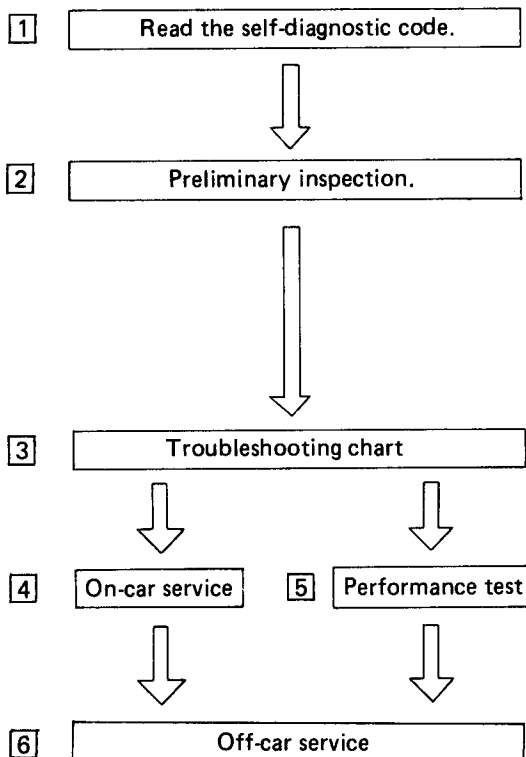 1 Read the self-diagnostic code.
2 Preliminary inspection.
3 Troubleshooting chart
4 On-car service 5 Performance test
6 Off-car service